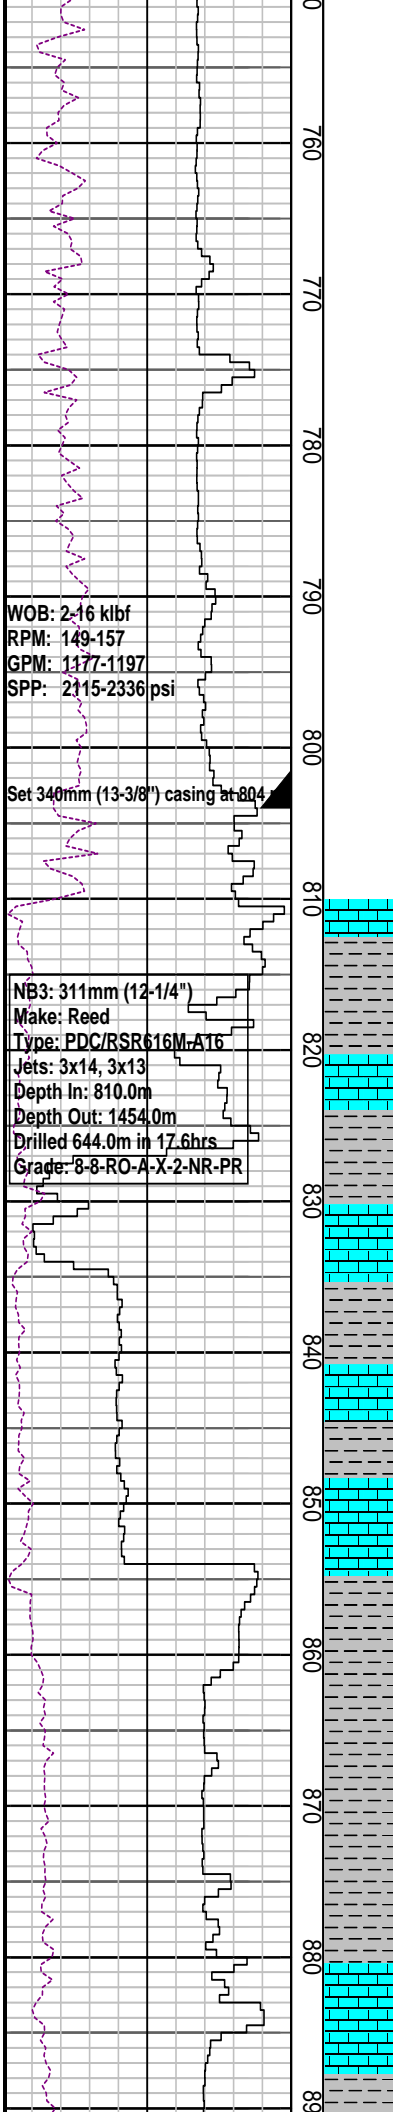 760
770
780
790
WOB: 2-16 klbf
RPM: 149-157
GPM: 1177-1197
SPP: 2115-2336 psi
800
Set 340mm (13-3/8") casing at 804
810
NB3: 311mm (12-1/4")
Make: Reed
Type: PDC/RSR616M-A16
Jets: 3x14, 3x13
Depth In: 810.0m
Depth Out: 1454.0m
Drilled 644.0m in 17.6hrs
Grade: 8-8-RO-A-X-2-NR-PR
820
830
840
850
860
870
880